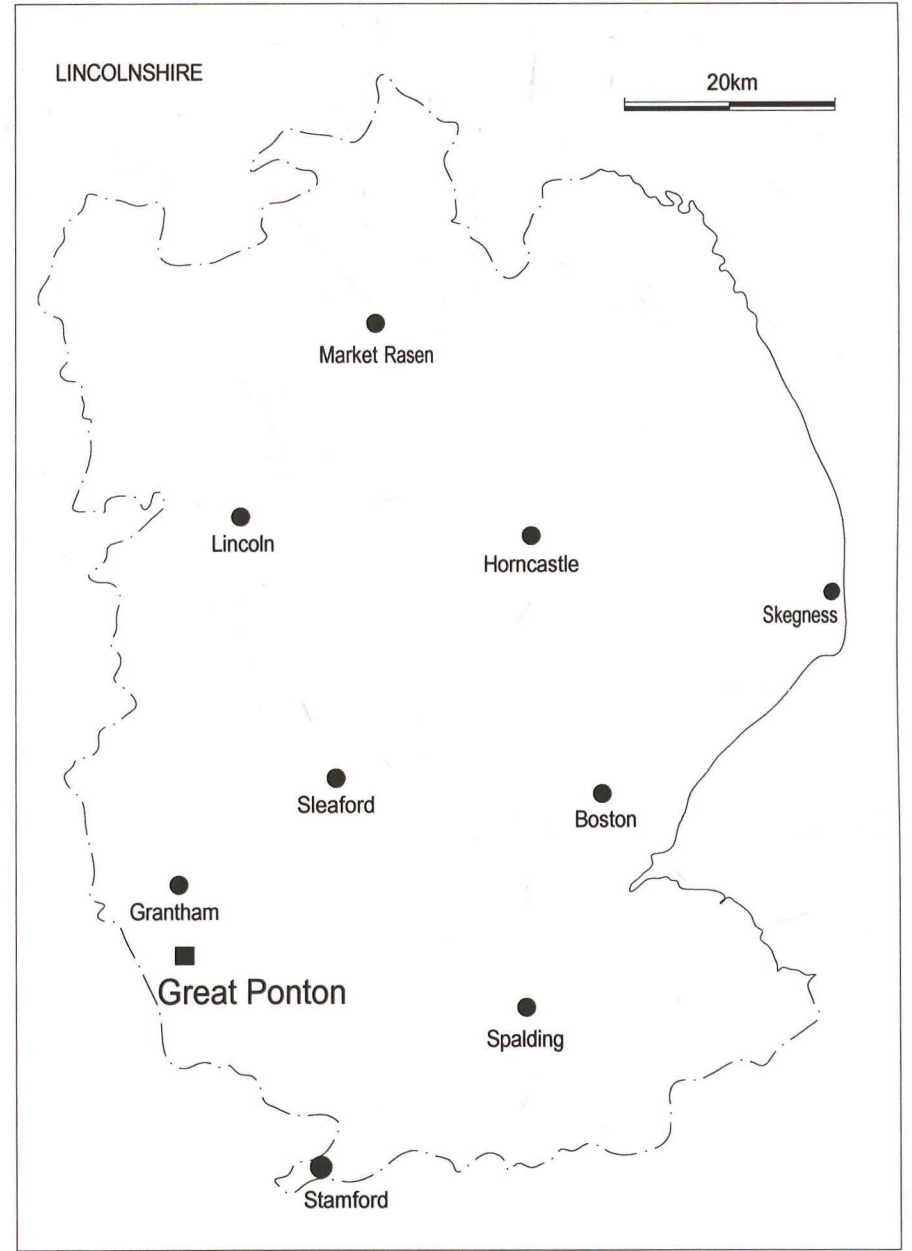 LINCOLNSHIRE
20km
Market Rasen
Lincoln
Horncastle
Skegness
Sleaford
Boston
Grantham
Great Ponton
Spalding
Stamford